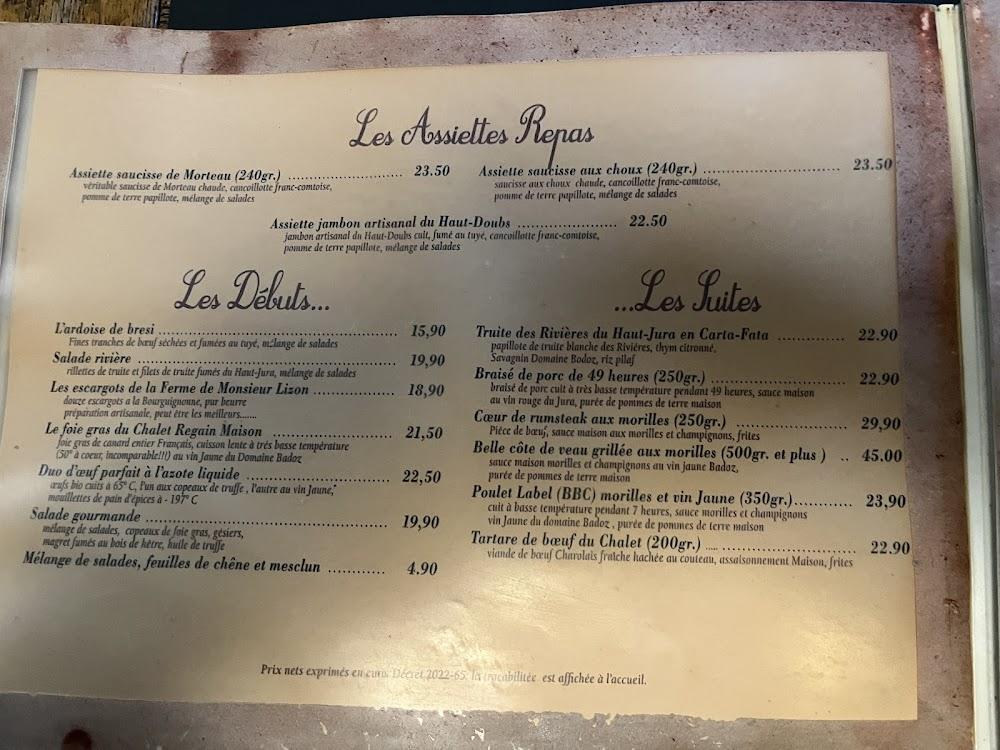 Les Assiettes Repas
Assiette saucisse de Morteau (240gr.) ........................... 23.50
véritable saucisse de Morteau chaude, cancoillotte franc-comtoise,
pomme de terre papillote, mélange de salades
Assiette saucisse aux choux (240gr.) ................................. 23.50
saucisse aux choux chaude, cancoillotte franc-comtoise,
pomme de terre papillote, mélange de salades
Assiette jambon artisanal du Haut-Doubs ........................ 22.50
jambon artisanal du Haut-Doubs cuit, fumé au tuyé, cancoillotte franc-comtoise,
pomme de terre papillote, mélange de salades
Les Débuts...
L'ardoise de bresi ......................................................... 15,90
Fines tranches de bœuf séchées et fumées au tuyé, mélange de salades
Salade rivière ............................................................... 19,90
rillettes de truite et filets de truite fumés du Haut-Jura, mélange de salades
Les escargots de la Ferme de Monsieur Lizon ..................... 18,90
douze escargots a la Bourguignonne, pur beurre
préparation artisanale, peut être les meilleurs.......
Le foie gras du Chalet Regain Maison ................................ 21,50
foie gras de canard entier Français, cuisson lente à trés basse température
(50° à coeur, incomparable!!!) au vin Jaune du Domaine Badoz
Duo d'œuf parfait à l'azote liquide ..................................... 22,50
œufs bio cuits à 65° C, l'un aux copeaux de truffe , l'autre au vin Jaune,
mouillettes de pain d'épices à - 197° C
Salade gourmande ........................................................... 19,90
mélange de salades, copeaux de foie gras, gésiers,
magret fumés au bois de hêtre, huile de truffe
Mélange de salades, feuilles de chêne et mesclun ............. 4.90
...Les Suites
Truite des Rivières du Haut-Jura en Carta-Fata .................. 22.90
papillote de truite blanche des Rivières, thym citronné,
Savagnin Domaine Badoz, riz pilaf
Braisé de porc de 49 heures (250gr.) ................................... 22.90
braisé de porc cuit à très basse température pendant 49 heures, sauce maison
au vin rouge du Jura, purée de pommes de terre maison
Cœur de rumsteak aux morilles (250gr.) .............................. 29,90
Pièce de bœuf, sauce maison aux morilles et champignons, frites
Belle côte de veau grillée aux morilles (500gr. et plus ) .. 45.00
sauce maison morilles et champignons au vin jaune Badoz,
purée de pommes de terre maison
Poulet Label (BBC) morilles et vin Jaune (350gr.)................ 23,90
cuit à basse température pendant 7 heures, sauce morilles et champignons
vin Jaune du domaine Badoz , purée de pommes de terre maison
Tartare de bœuf du Chalet (200gr.) ..... ............................... 22.90
viande de bœuf Charolais fraîche hachée au couteau, assaisonnement Maison, frites
Prix nets exprimés en euro. Décret 2022-65, la traçabilitée est affichée à l'accueil.